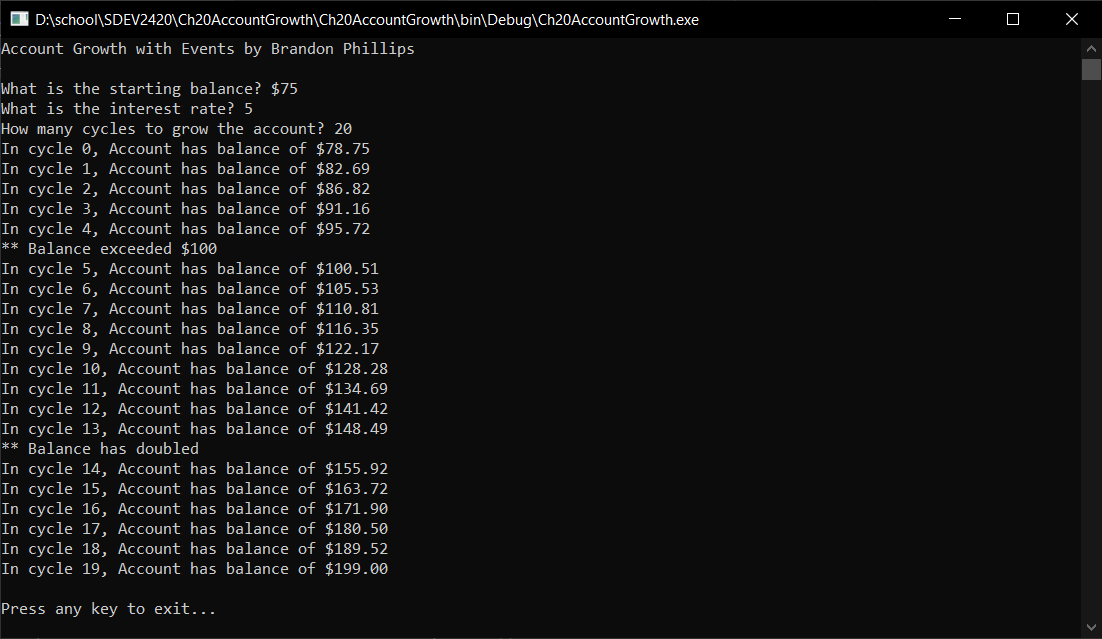 D:\school\SDEV2420\Ch20AccountGrowth\Ch20AccountGrowth\bin\Debug\Ch20AccountGrowth.exe
Account Growth with Events by Brandon Phillips
What is the starting balance? $75
What is the interest rate? 5
How many cycles to grow the account? 20
In cycle 0, Account has balance of $78.75
In cycle 1, Account has balance of $82.69
In cycle 2, Account has balance of $86.82
In cycle 3, Account has balance of $91.16
In cycle 4, Account has balance of $95.72
** Balance exceeded $100
In cycle 5, Account has balance of $100.51
In cycle 6, Account has balance of $105.53
In cycle 7, Account has balance of $110.81
In cycle 8, Account has balance of $116.35
In cycle 9, Account has balance of $122.17
In cycle 10, Account has balance of $128.28
In cycle 11, Account has balance of $134.69
In cycle 12, Account has balance of $141.42
In cycle 13, Account has balance of $148.49
** Balance has doubled
In cycle 14, Account has balance of $155.92
In cycle 15, Account has balance of $163.72
In cycle 16, Account has balance of $171.90
In cycle 17, Account has balance of $180.50
In cycle 18, Account has balance of $189.52
In cycle 19, Account has balance of $199.00
Press any key to exit...